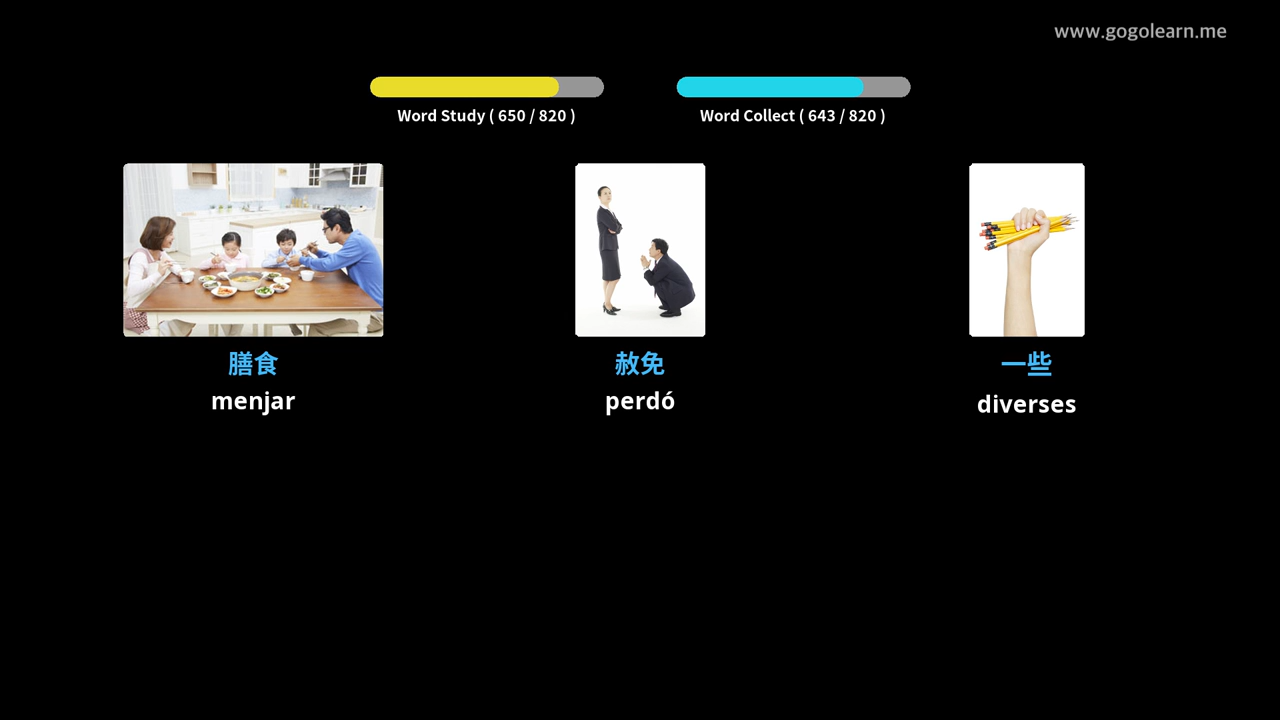 www.gogolearn.me
Word Study ( 650 / 820 )
Word Collect ( 643 / 820 )
膳食
menjar
赦免
perdó
一些
diverses